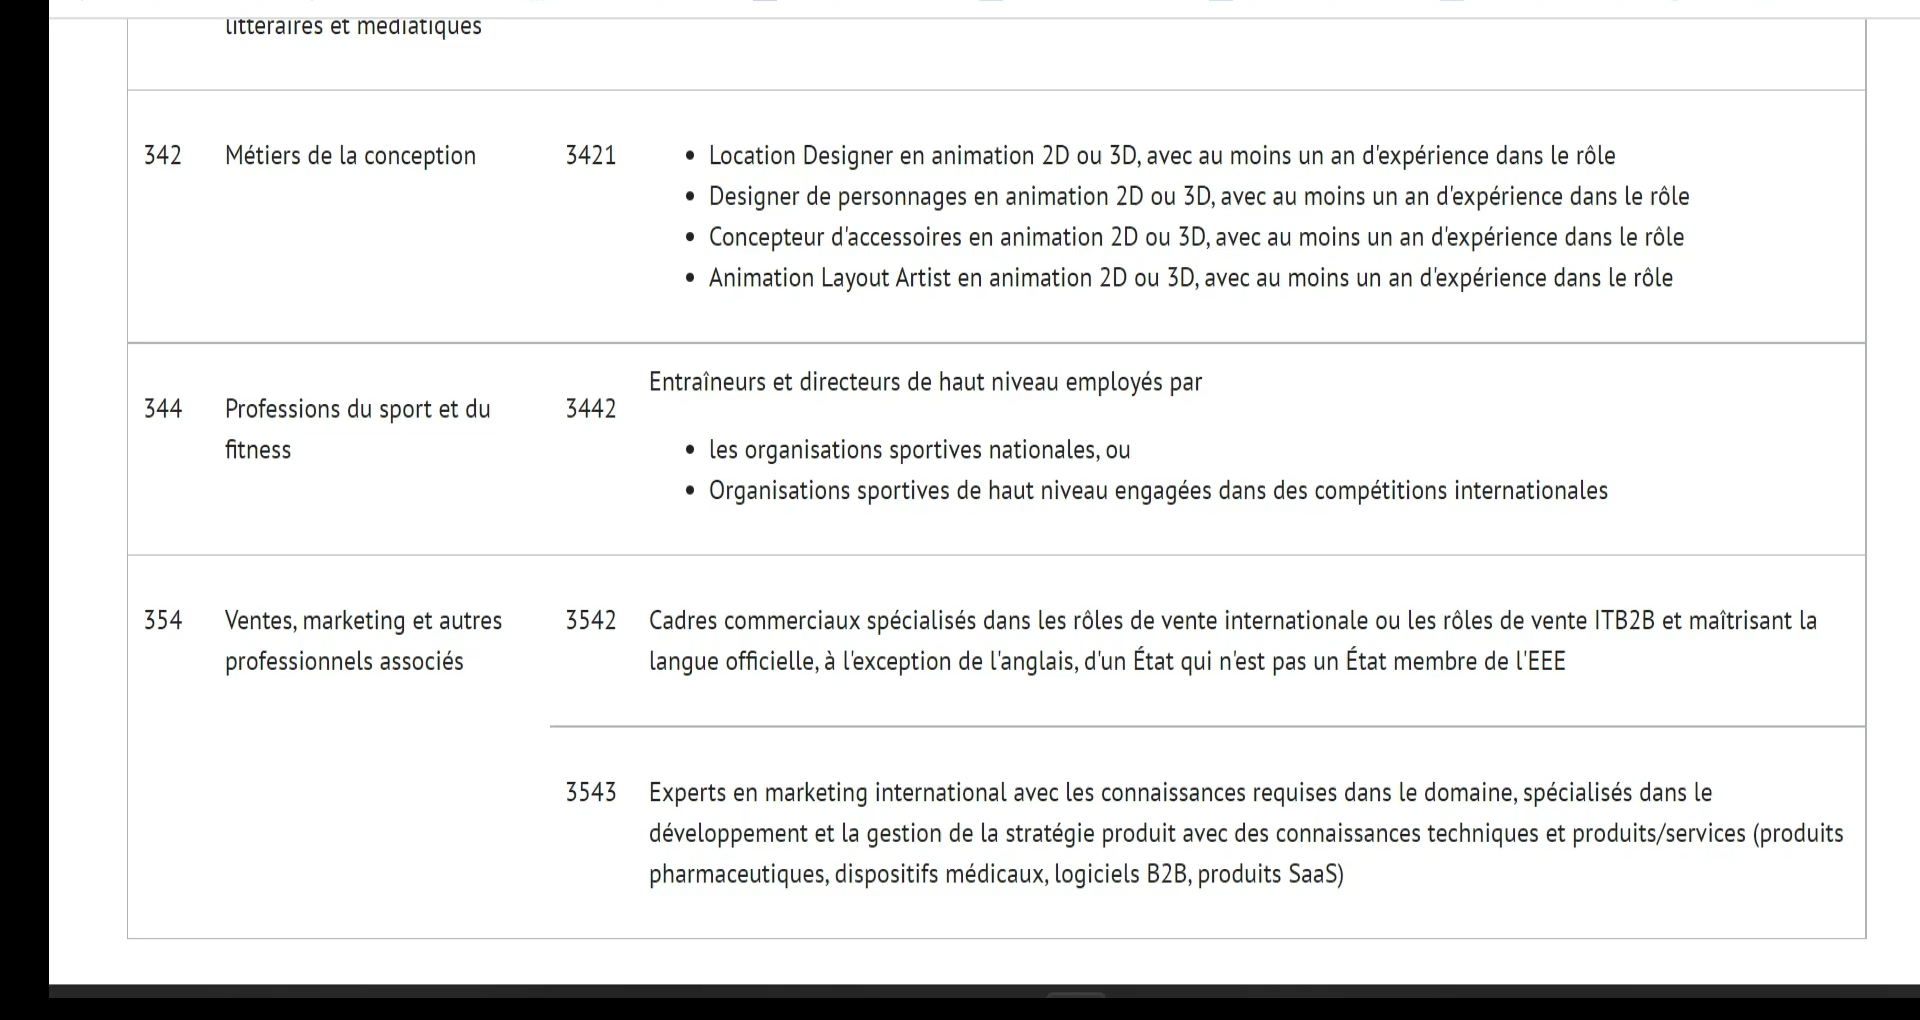 littéraires et médiatiques
342 Métiers de la conception 3421 • Location Designer en animation 2D ou 3D, avec au moins un an d'expérience dans le rôle
• Designer de personnages en animation 2D ou 3D, avec au moins un an d'expérience dans le rôle
• Concepteur d'accessoires en animation 2D ou 3D, avec au moins un an d'expérience dans le rôle
• Animation Layout Artist en animation 2D ou 3D, avec au moins un an d'expérience dans le rôle
Entraîneurs et directeurs de haut niveau employés par
344 Professions du sport et du 3442
fitness • les organisations sportives nationales, ou
• Organisations sportives de haut niveau engagées dans des compétitions internationales
354 Ventes, marketing et autres 3542 Cadres commerciaux spécialisés dans les rôles de vente internationale ou les rôles de vente ITB2B et maîtrisant la
professionnels associés langue officielle, à l'exception de l'anglais, d'un État qui n'est pas un État membre de l'EEE
3543 Experts en marketing international avec les connaissances requises dans le domaine, spécialisés dans le
développement et la gestion de la stratégie produit avec des connaissances techniques et produits/services (produits
pharmaceutiques, dispositifs médicaux, logiciels B2B, produits SaaS)